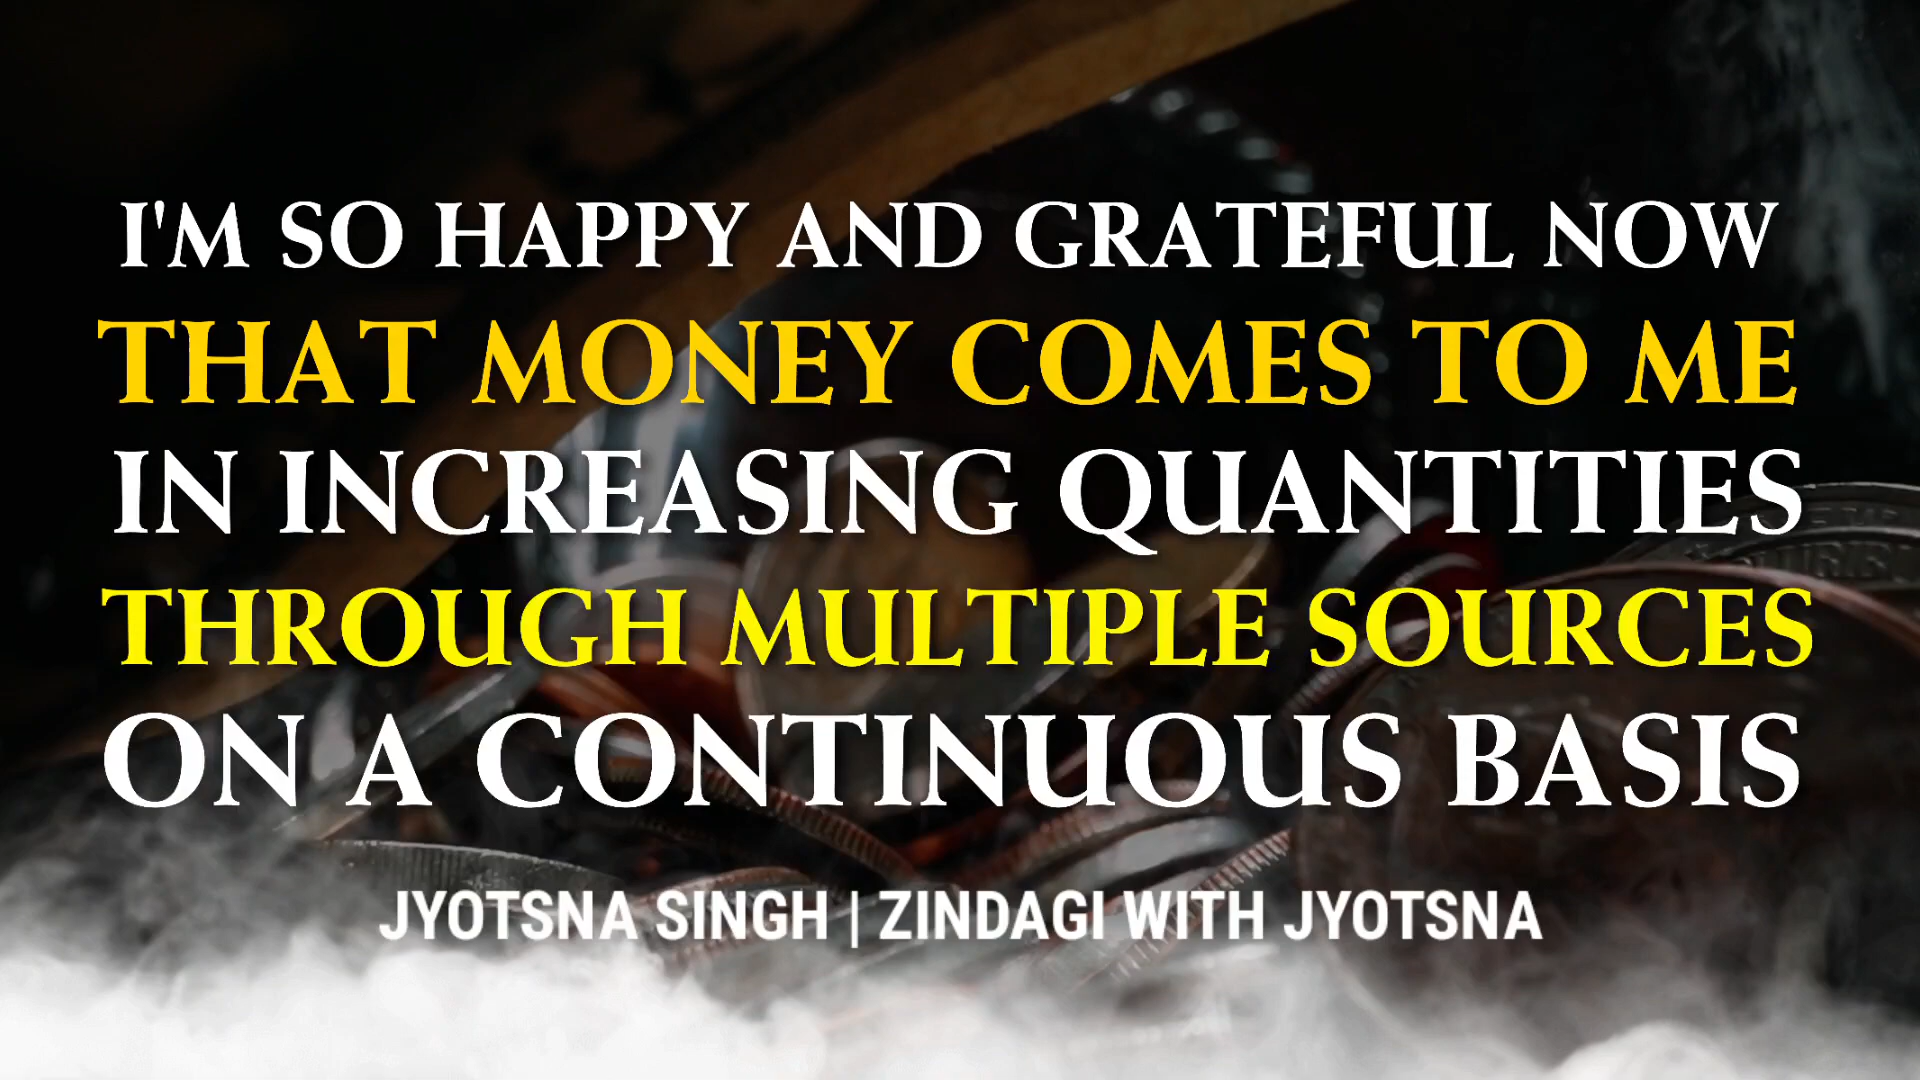 I'M SO HAPPY AND GRATEFUL NOW
THAT MONEY COMES TO ME
IN INCREASING QUANTITIES
THROUGH MULTIPLE SOURCES
ON A CONTINUOUS BASIS
JYOTSNA SINGH | ZINDAGI WITH JYOTSNA